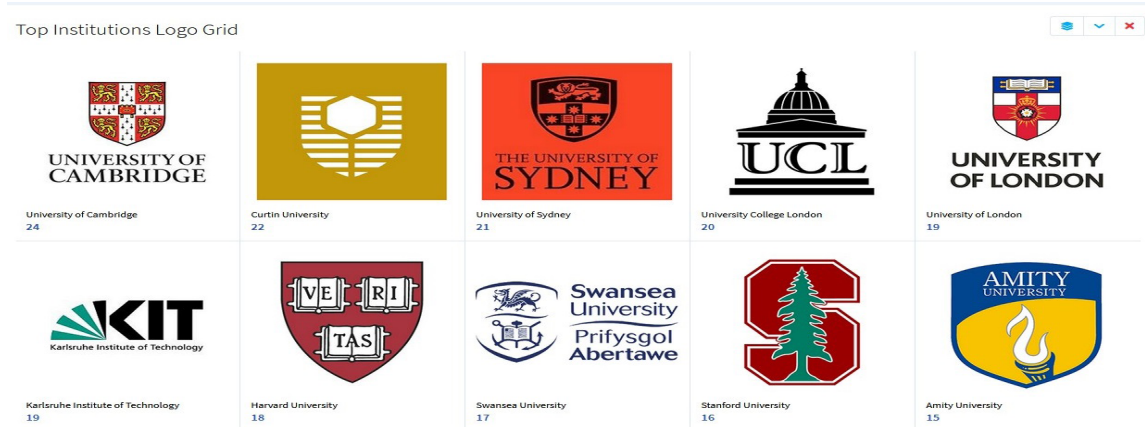 Top Institutions Logo Grid
UNIVERSITY OF
CAMBRIDGE
University of Cambridge
24
Curtin University
22
THE UNIVERSITY OF
SYDNEY
University of Sydney
21
UCL
University College London
20
UNIVERSITY
OF LONDON
University of London
19
KIT
Karlsruhe Institute of Technology
Karlsruhe Institute of Technology
19
VE RI
TAS
Harvard University
18
Swansea
University
Prifysgol
Abertawe
Swansea University
17
S
Stanford University
16
AMITY
UNIVERSITY
Amity University
15